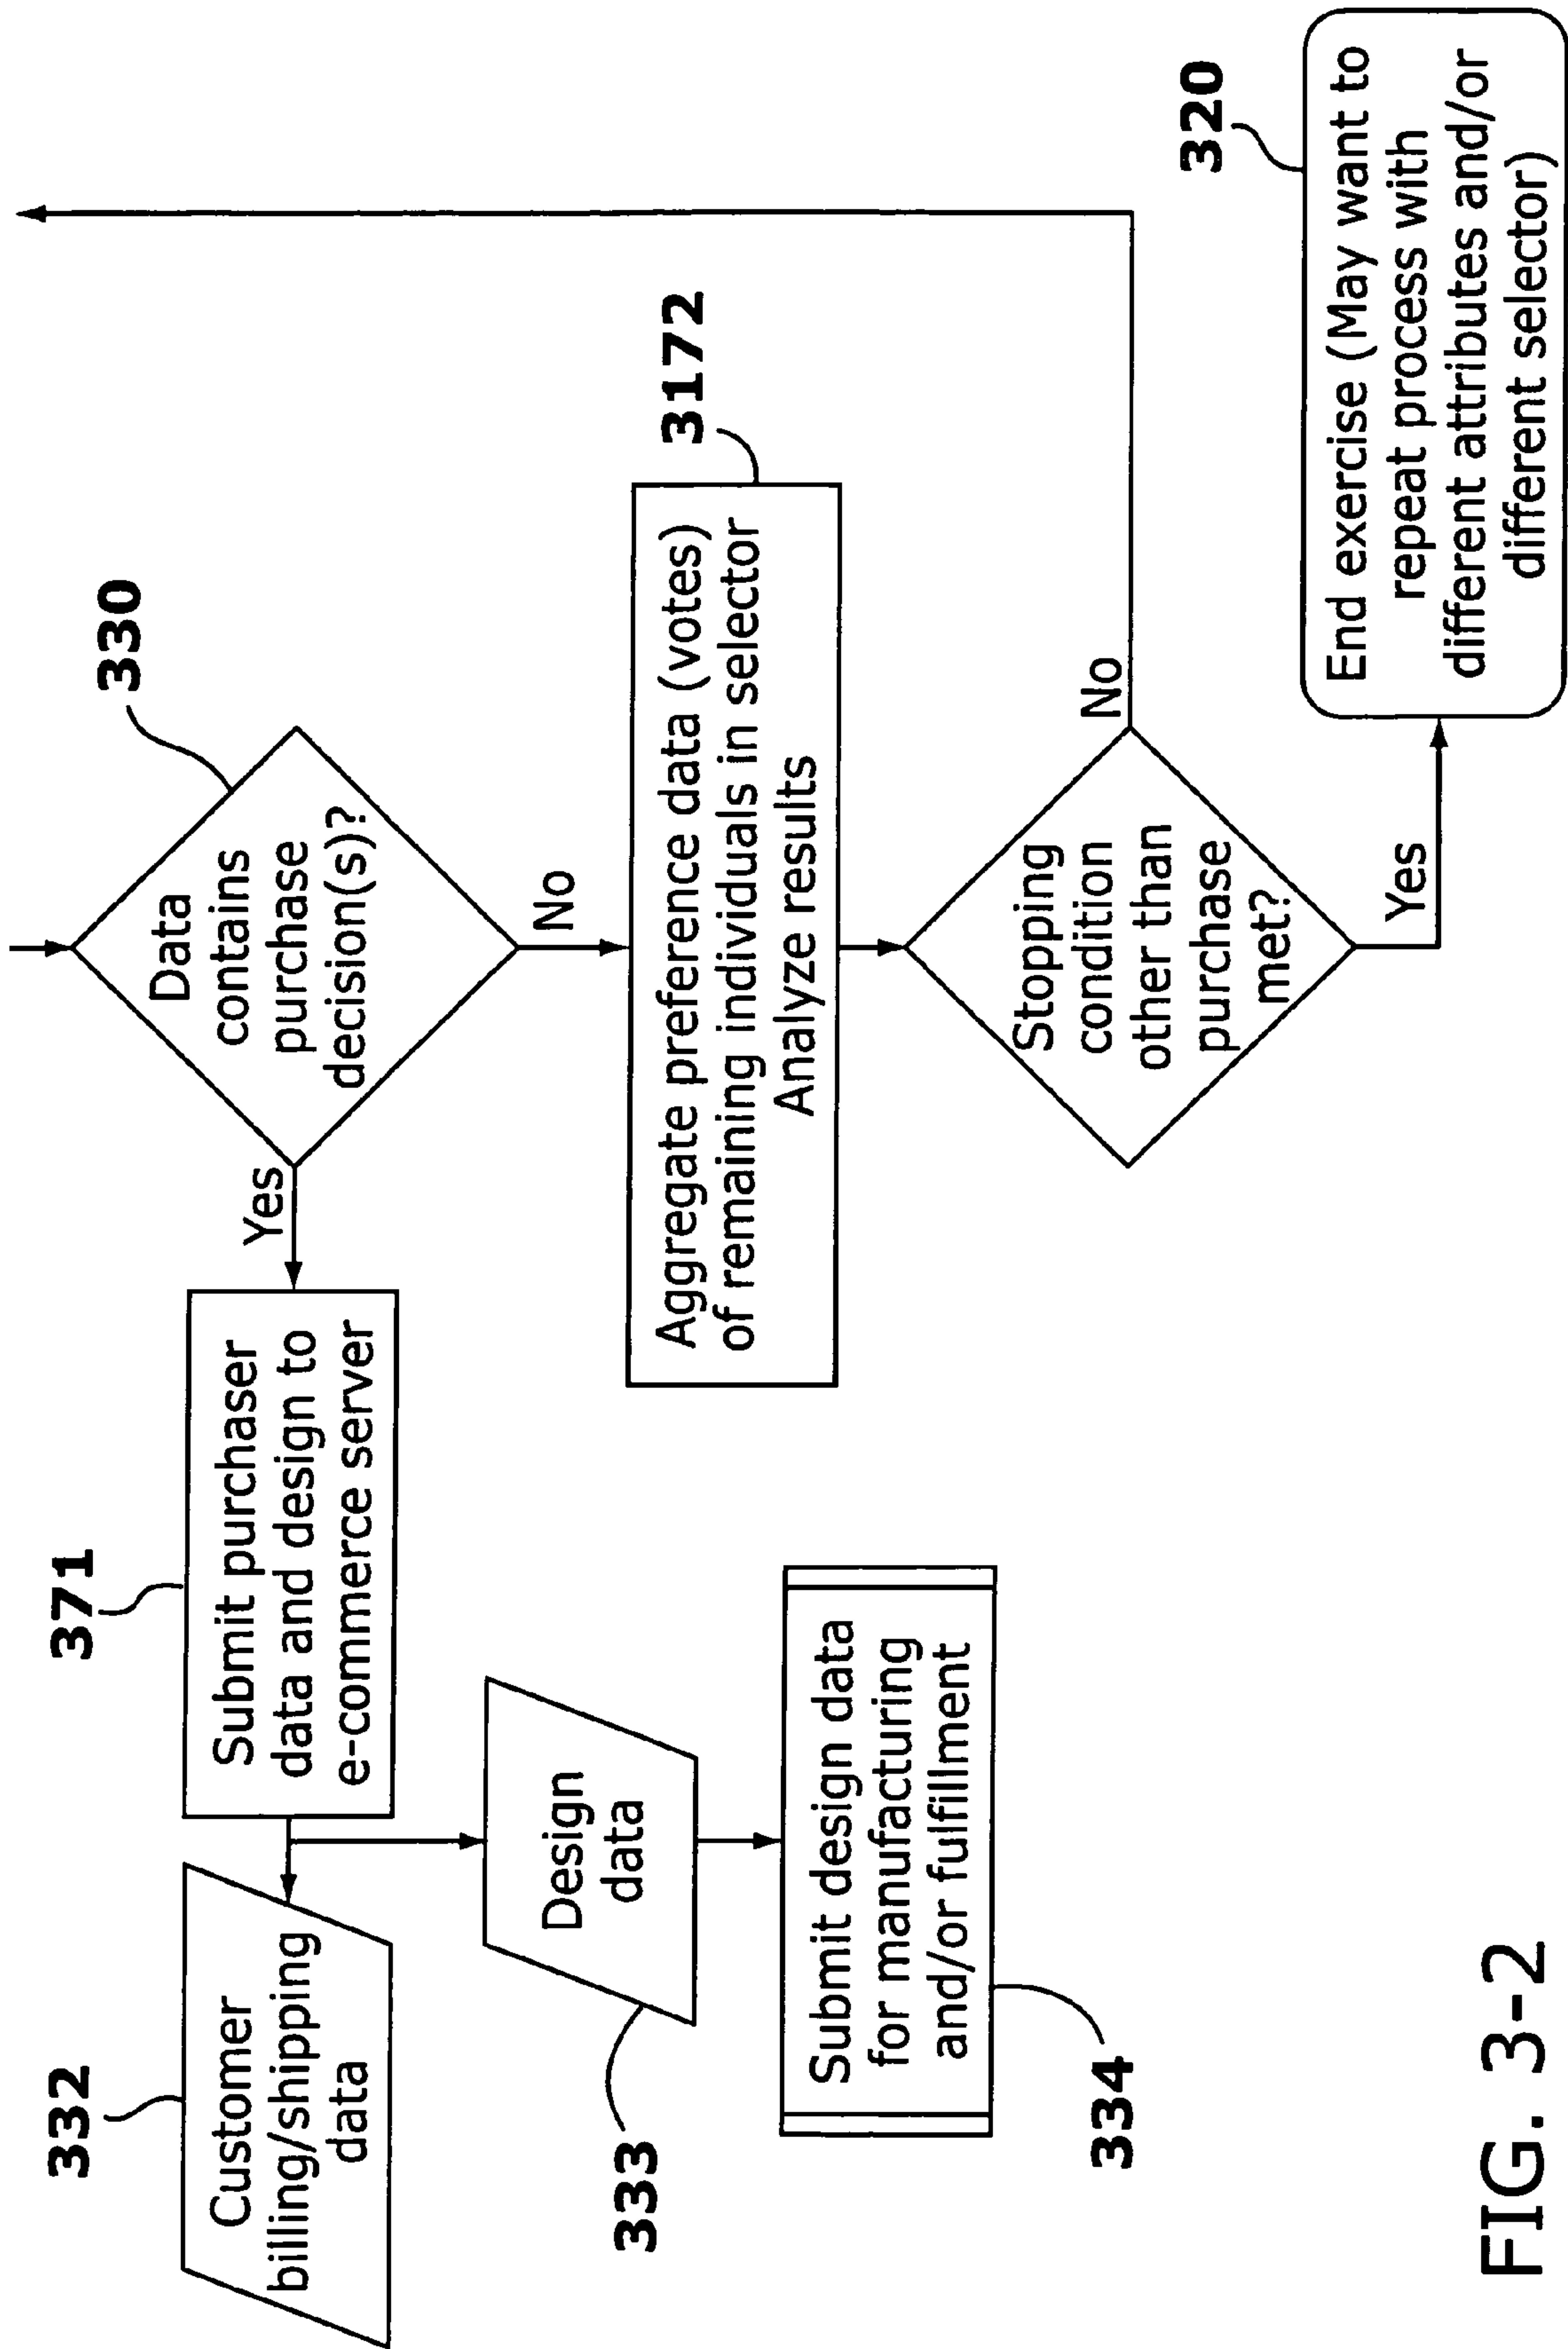 330
Data
contains
purchase
decision(s)?
Yes
No
371
Submit purchaser
data and design to
e-commerce server
332
Customer
billing/shipping
data
333
Design
data
334
Submit design data
for manufacturing
and/or fulfillment
3172
Aggregate preference data (votes)
of remaining individuals in selector
Analyze results
Stopping
condition
other than
purchase
met?
No
Yes
320
End exercise (May want to
repeat process with
different attributes and/or
different selector)
FIG. 3-2